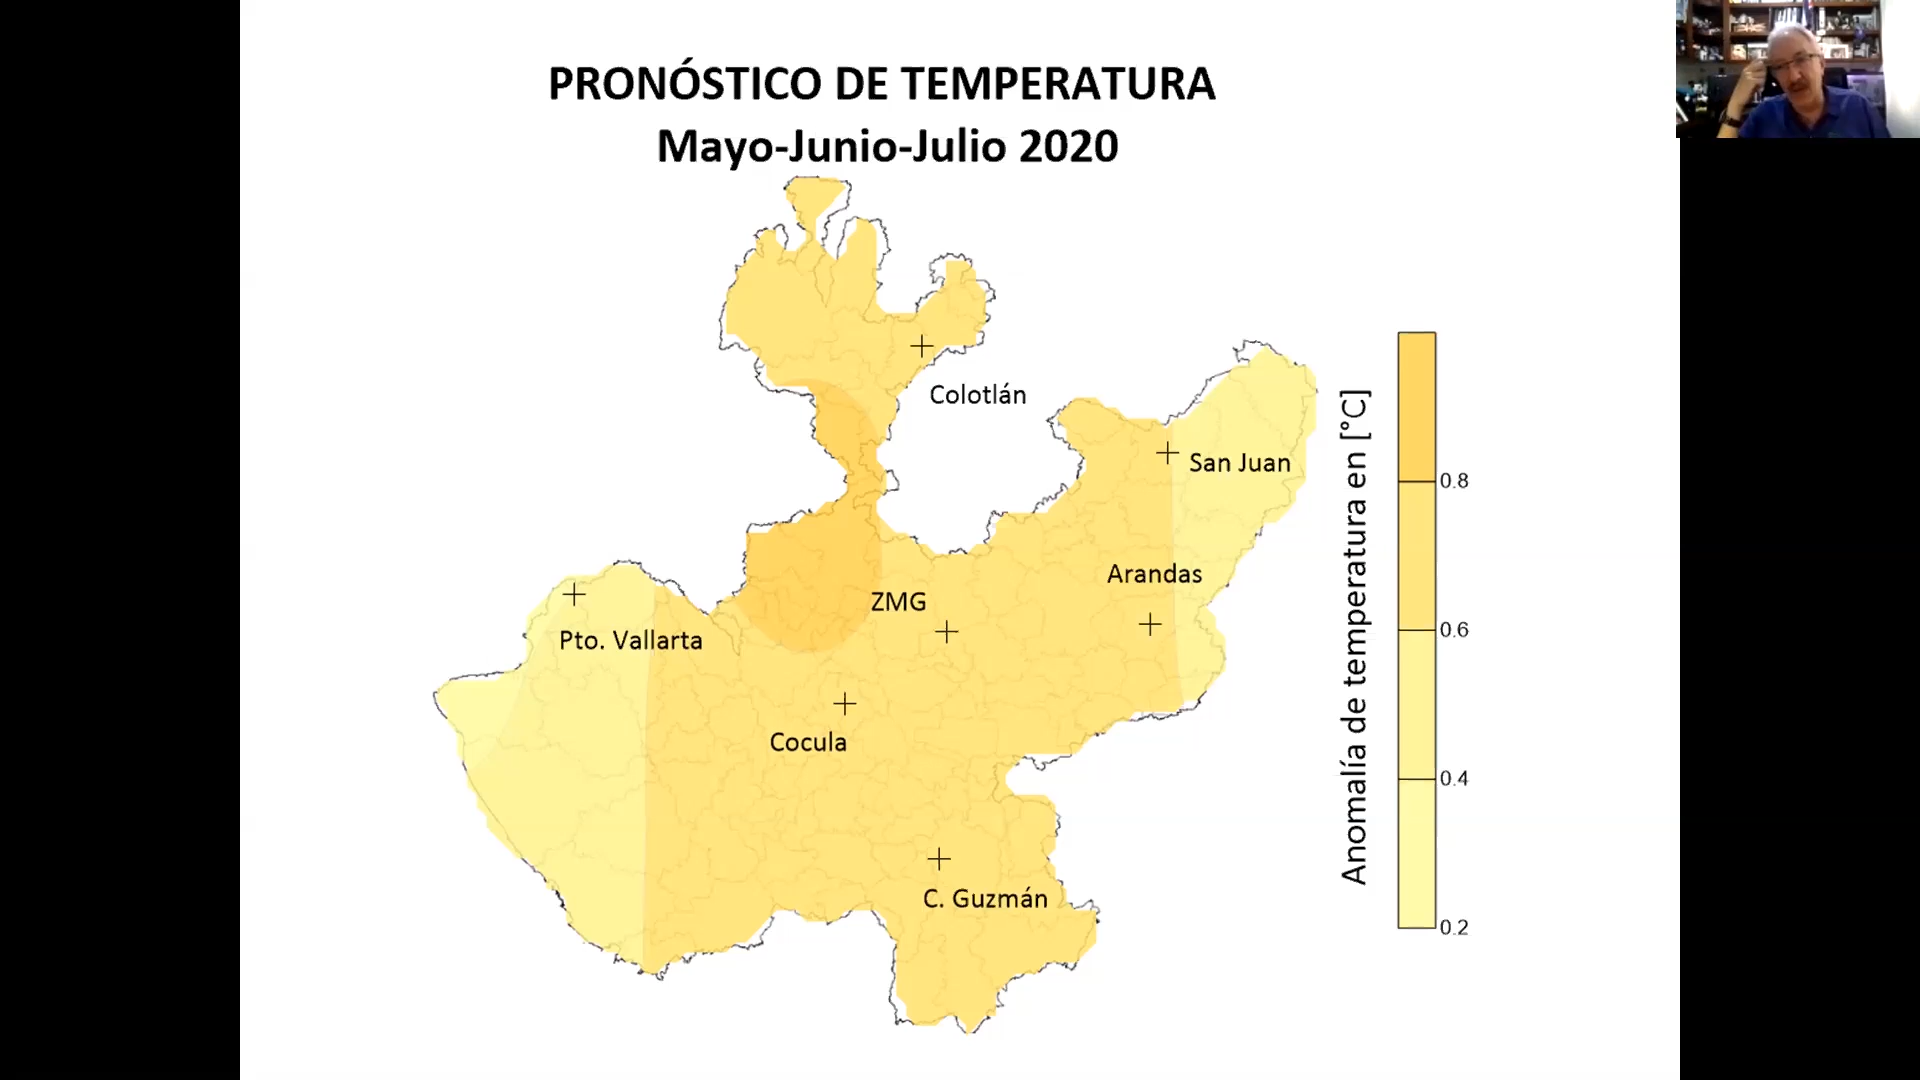 PRONÓSTICO DE TEMPERATURA
Mayo-Junio-Julio 2020
Colotlán
San Juan
Arandas
ZMG
Pto. Vallarta
Cocula
C. Guzmán
Anomalía de temperatura en [°C]
0.8
0.6
0.4
0.2